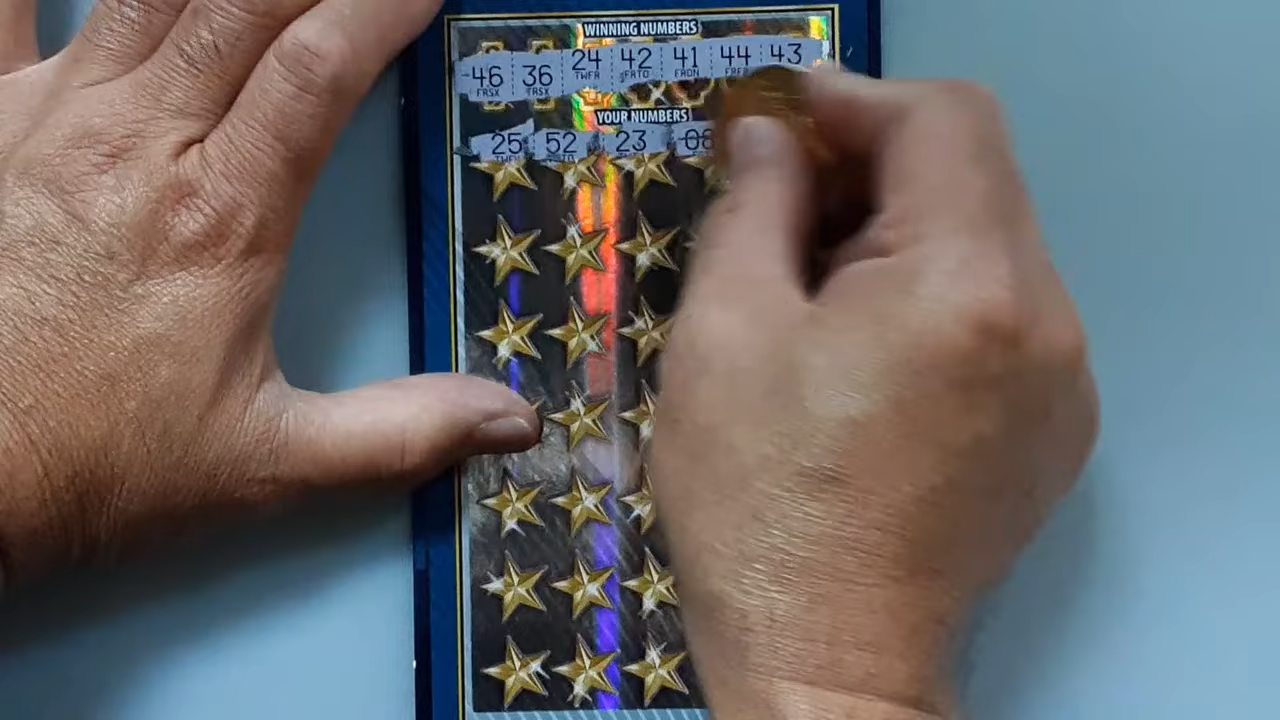 WINNING NUMBERS
46 36 24 42 41 44 43
FRSX TRSX TWFR FRTO FRON FRFR
YOUR NUMBERS
25 52 23 08